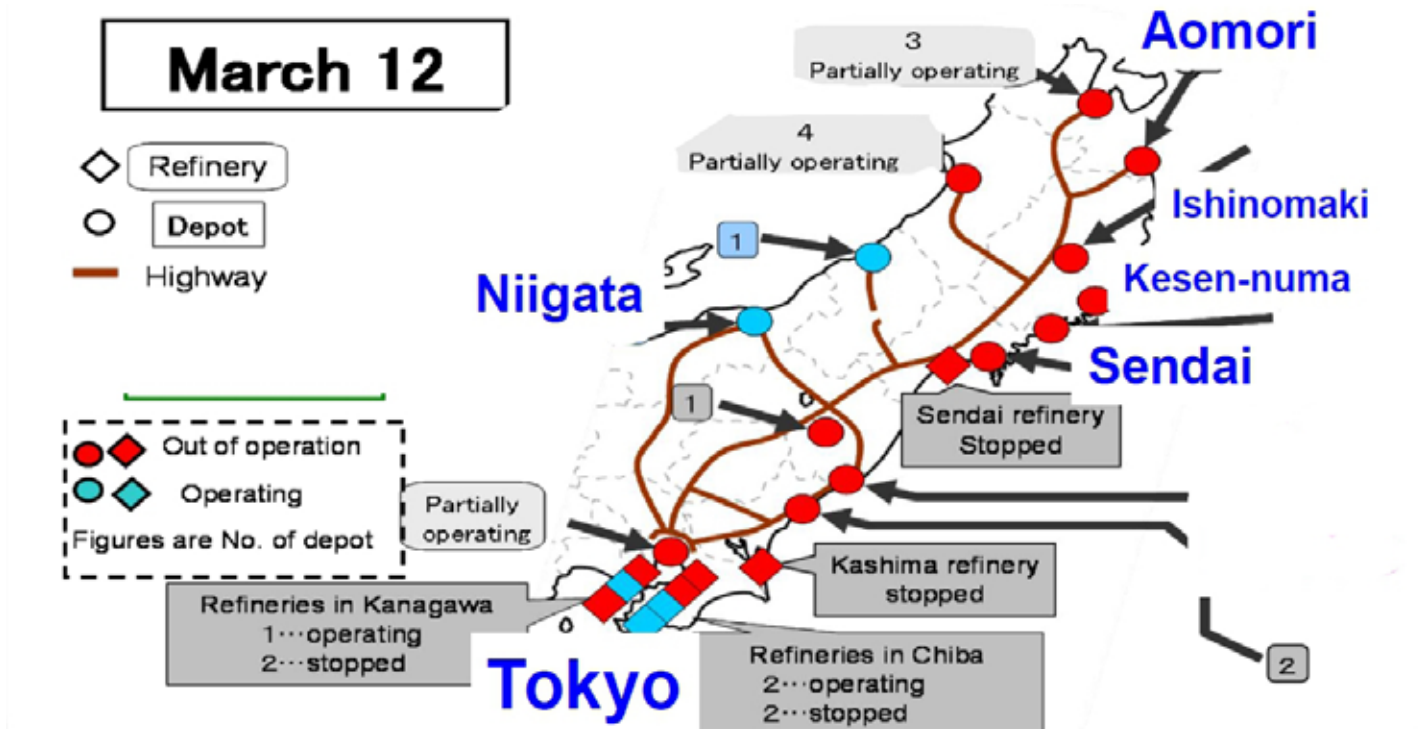 March 12
Refinery
Depot
Highway
Out of operation
Operating
Figures are No. of depot
3
Partially operating
4
Partially operating
Aomori
1
Ishinomaki
Niigata
Kesen-numa
Sendai
1
Sendai refinery
Stopped
Partially
operating
Kashima refinery
stopped
Refineries in Kanagawa
1…operating
2…stopped
Tokyo
Refineries in Chiba
2…operating
2…stopped
2